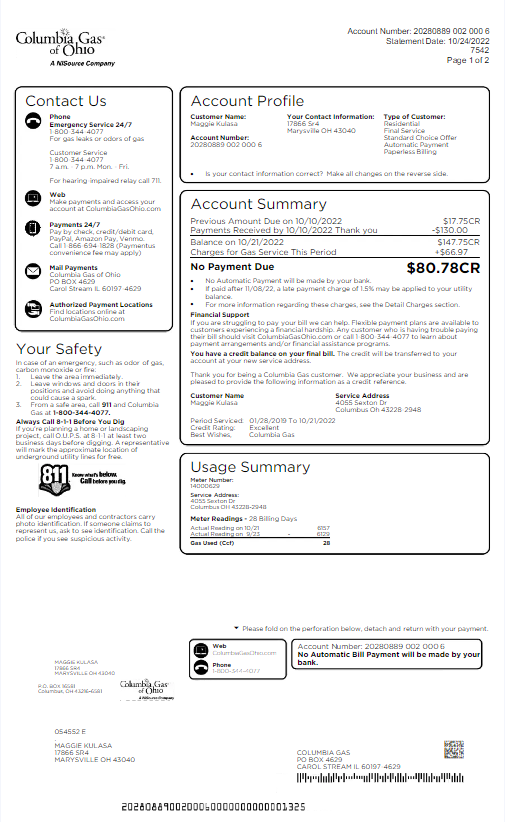 Columbia Gas
of Ohio
A NiSource Company
Account Number: 20280889 002 000 6
Statement Date: 10/24/2022
7542
Page 1 of 2
Contact Us
Phone
Emergency Service 24/7
1 800 344 4077
For gas leaks or odors of gas
Customer Service
1 800 344 4077
7 a.m. - 7 p.m. Mon. - Fri.
For hearing impaired relay call 711.
Web
Make payments and access your
account at ColumbiaGasOhio.com
Payments 24/7
Pay by check, credit/debit card,
PayPal, Amazon Pay, Venmo.
Call 1 866 694 1828 (Paymentus
convenience fee may apply)
Mail Payments
Columbia Gas of Ohio
PO BOX 4629
Carol Stream IL 60197 4629
Authorized Payment Locations
Find locations online at
ColumbiaGasOhio.com
Your Safety
In case of an emergency, such as odor of gas,
carbon monoxide or fire:
1. Leave the area immediately.
2. Leave windows and doors in their
positions and avoid doing anything that
could cause a spark.
3. From a safe area, call 911 and Columbia
Gas at 1-800-344-4077.
Always Call 8-1-1 Before You Dig
If you're planning a home or landscaping
project, call O.U.P.S. at 8-1-1 at least two
business days before digging. A representative
will mark the approximate location of
underground utility lines for free.
811
Know what's below.
Call before you dig.
Employee Identification
All of our employees and contractors carry
photo identification. If someone claims to
represent us, ask to see identification. Call the
police if you see suspicious activity.
Account Profile
Customer Name:
Maggie Kulasa
Account Number:
20280889 002 000 6
Your Contact Information:
17866 Sr4
Marysville OH 43040
Type of Customer:
Residential
Final Service
Standard Choice Offer
Automatic Payment
Paperless Billing
• Is your contact information correct? Make all changes on the reverse side.
Account Summary
Previous Amount Due on 10/10/2022 $17.75CR
Payments Received by 10/10/2022 Thank you -$130.00
Balance on 10/21/2022 $147.75CR
Charges for Gas Service This Period +$66.97
No Payment Due $80.78CR
• No Automatic Payment will be made by your bank.
• If paid after 11/08/22, a late payment charge of 1.5% may be applied to your utility
balance.
• For more information regarding these charges, see the Detail Charges section.
Financial Support
If you are struggling to pay your bill we can help. Flexible payment plans are available to
customers experiencing a financial hardship. Any customer who is having trouble paying
their bill should visit ColumbiaGasOhio.com or call 1-800 344-4077 to learn about
payment arrangements and/or financial assistance programs.
You have a credit balance on your final bill. The credit will be transferred to your
account at your new service address.
Thank you for being a Columbia Gas customer. We appreciate your business and are
pleased to provide the following information as a credit reference.
Customer Name
Maggie Kulasa
Service Address
4055 Sexton Dr
Columbus Oh 43228-2948
Period Serviced: 01/28/2019 To 10/21/2022
Credit Rating: Excellent
Best Wishes, Columbia Gas
Usage Summary
Meter Number:
14000629
Service Address:
4055 Sexton Dr
Columbus OH 43228-2948
Meter Readings - 28 Billing Days
Actual Reading on 10/21 6157
Actual Reading on 9/23 - 6129
Gas Used (Ccf) 28
Please fold on the perforation below, detach and return with your payment.
Web
ColumbiaGasOhio.com
Phone
1-800-344-4077
Account Number: 20280889 002 000 6
No Automatic Bill Payment will be made by your
bank.
MAGGIE KULASA
17866 SR4
MARYSVILLE OH 43040
P.O. BOX 16581
Columbus, OH 43216-6581
Columbia Gas
of Ohio
A NiSource Company
054552 E
MAGGIE KULASA
17866 SR4
MARYSVILLE OH 43040
COLUMBIA GAS
PO BOX 4629
CAROL STREAM IL 60197 4629